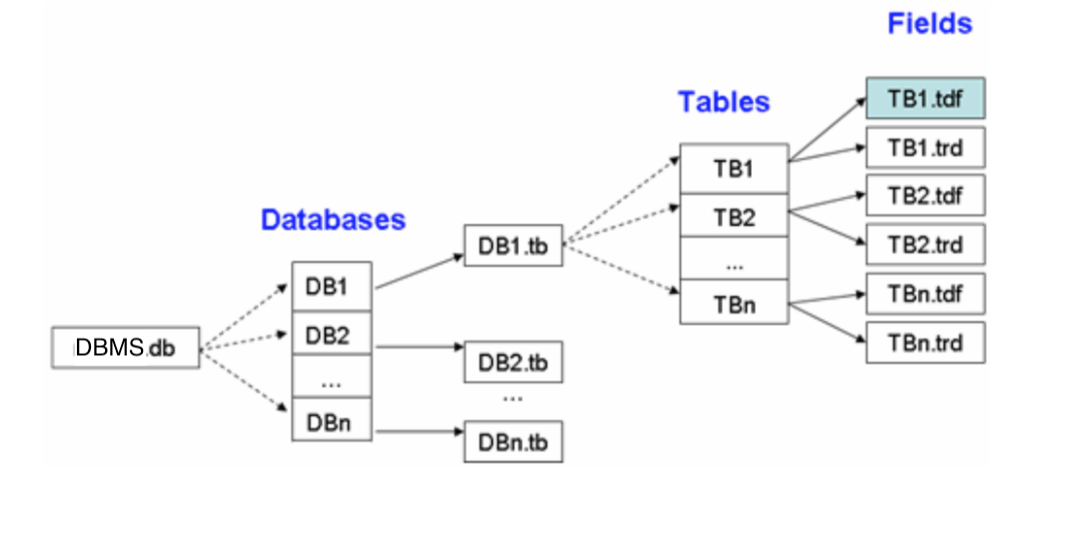 Fields
Tables
Databases
DBMS.db
DB1
DB2
...
DBn
DB1.tb
DB2.tb
...
DBn.tb
TB1
TB2
...
TBn
TB1.tdf
TB1.trd
TB2.tdf
TB2.trd
TBn.tdf
TBn.trd